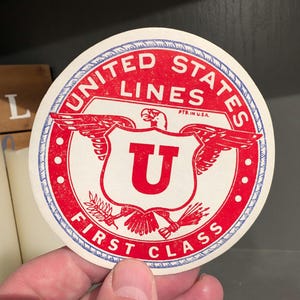 UNITED STATES
LINES
PTD. IN U.S.A.
U
FIRST CLASS
L